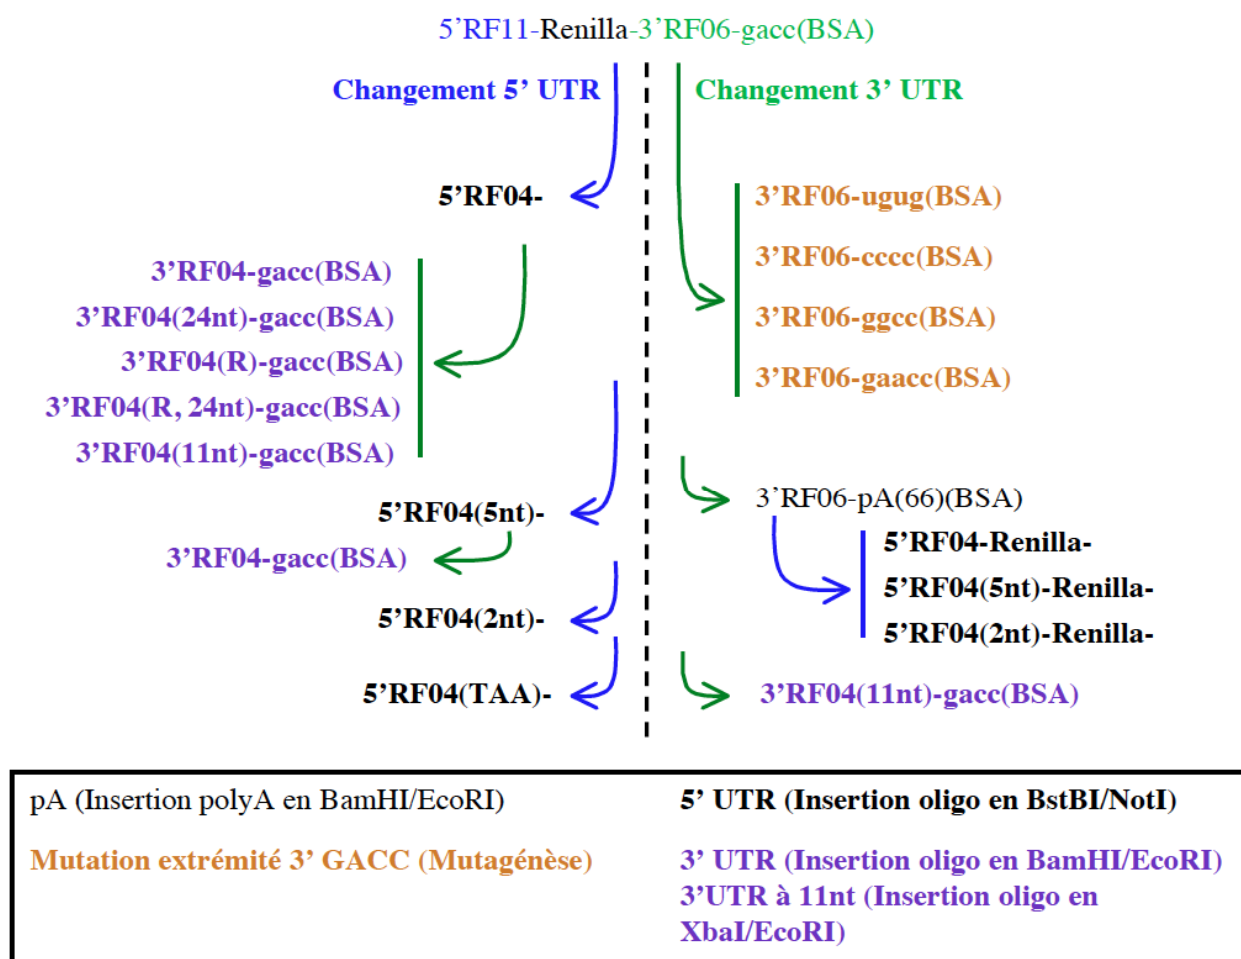 5’RF11-Renilla-3’RF06-gacc(BSA)
Changement 5’ UTR
Changement 3’ UTR
5’RF04-
3’RF04-gacc(BSA)
3’RF04(24nt)-gacc(BSA)
3’RF04(R)-gacc(BSA)
3’RF04(R, 24nt)-gacc(BSA)
3’RF04(11nt)-gacc(BSA)
5’RF04(5nt)-
3’RF04-gacc(BSA)
5’RF04(2nt)-
5’RF04(TAA)-
3’RF06-ugug(BSA)
3’RF06-cccc(BSA)
3’RF06-ggcc(BSA)
3’RF06-gaacc(BSA)
3’RF06-pA(66)(BSA)
5’RF04-Renilla-
5’RF04(5nt)-Renilla-
5’RF04(2nt)-Renilla-
3’RF04(11nt)-gacc(BSA)
pA (Insertion polyA en BamHI/EcoRI)
Mutation extrémité 3’ GACC (Mutagénèse)
5’ UTR (Insertion oligo en BstBI/NotI)
3’ UTR (Insertion oligo en BamHI/EcoRI)
3’UTR à 11nt (Insertion oligo en
XbaI/EcoRI)